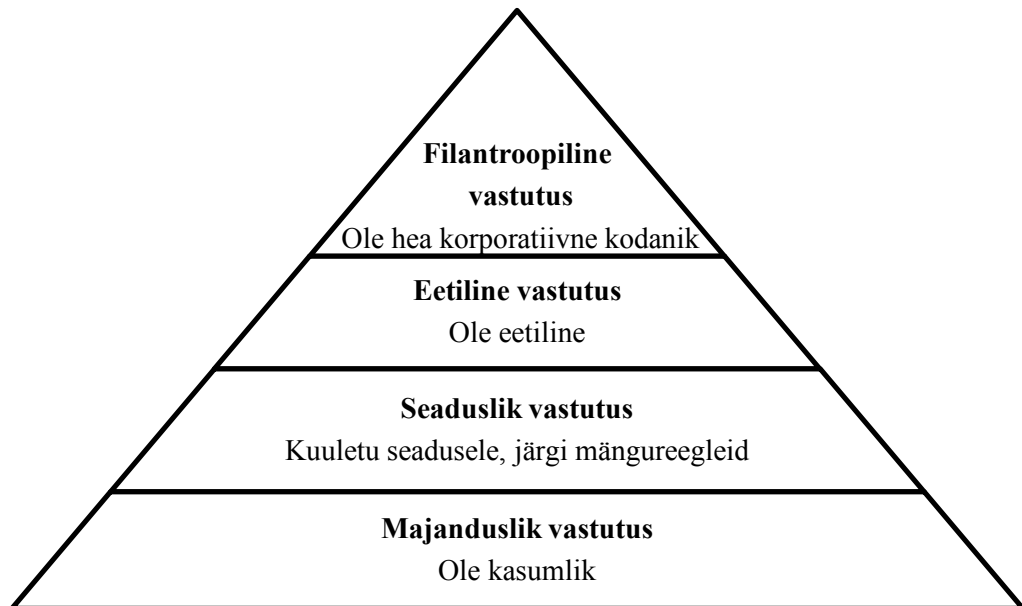 Filantroopiline
vastutus
Ole hea korporatiivne kodanik
Eetiline vastutus
Ole eetiline
Seaduslik vastutus
Kuuletu seadusele, järgi mängureegleid
Majanduslik vastutus
Ole kasumlik